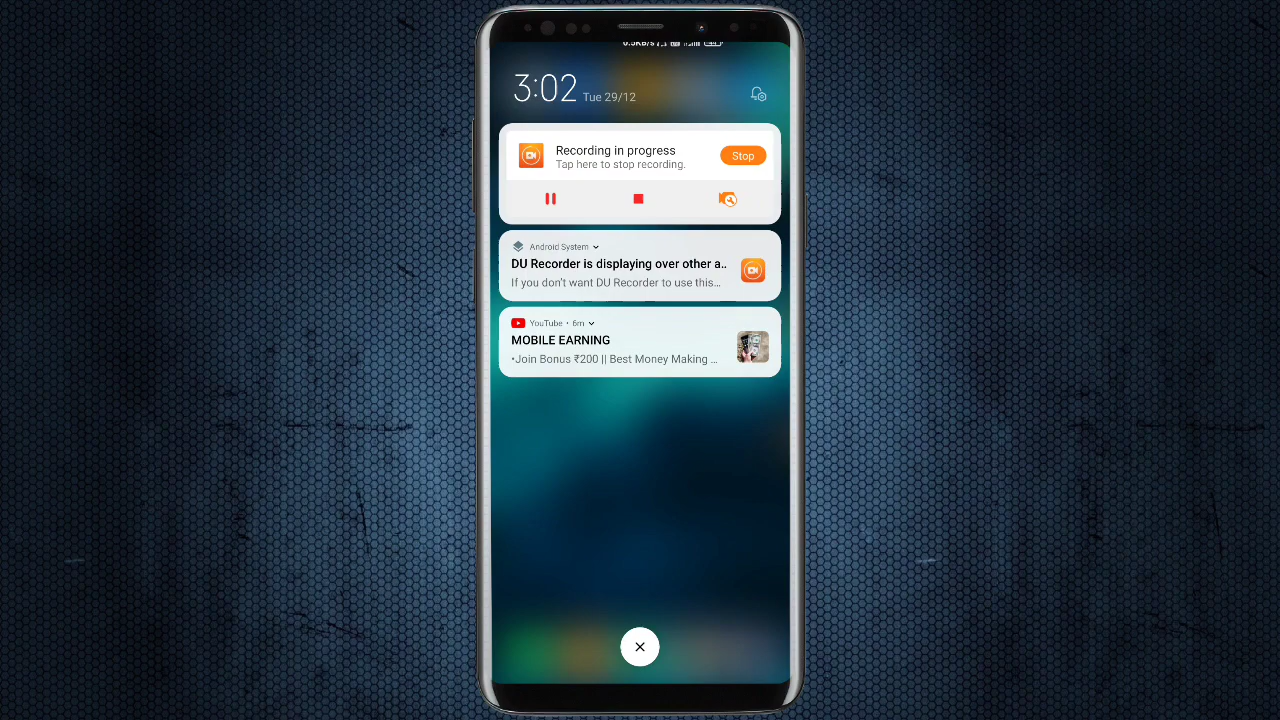 3:02 Tue 29/12
Recording in progress
Tap here to stop recording.
Stop
Android System
DU Recorder is displaying over other a..
If you don't want DU Recorder to use this...
YouTube • 6m
MOBILE EARNING
•Join Bonus ₹200 || Best Money Making ...